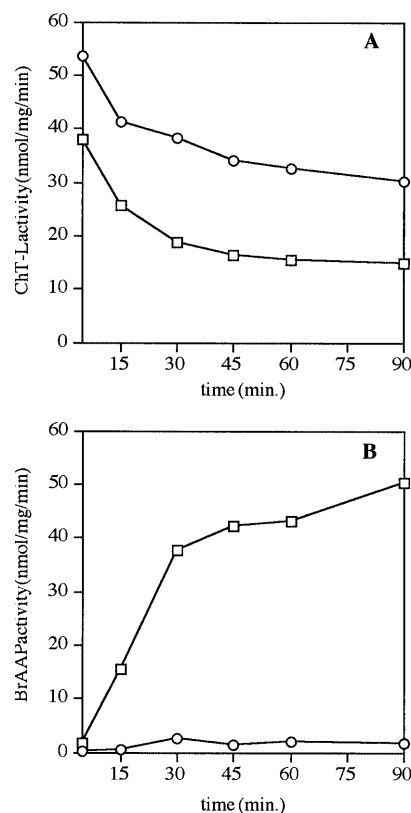 A
60
50
40
30
20
10
0
ChT-Lactivity(nmol/mg/min)
15 30 45 60 75 90
time (min.)
B
60
50
40
30
20
10
0
BrAAPactivity(nmol/mg/min)
15 30 45 60 75 90
time (min.)